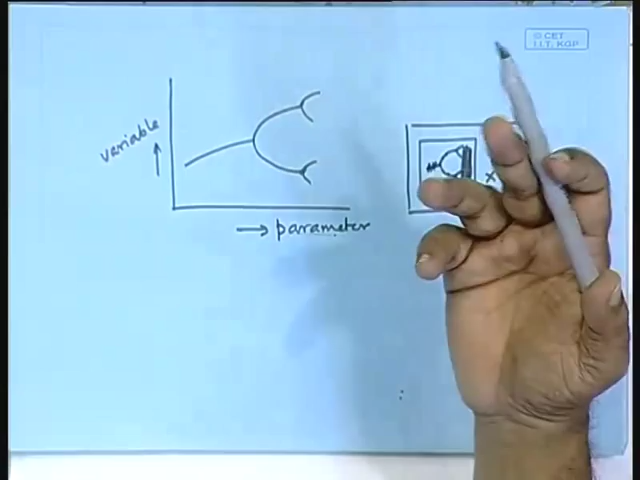 © CET
I.I.T. KGP
variable
parameter
x